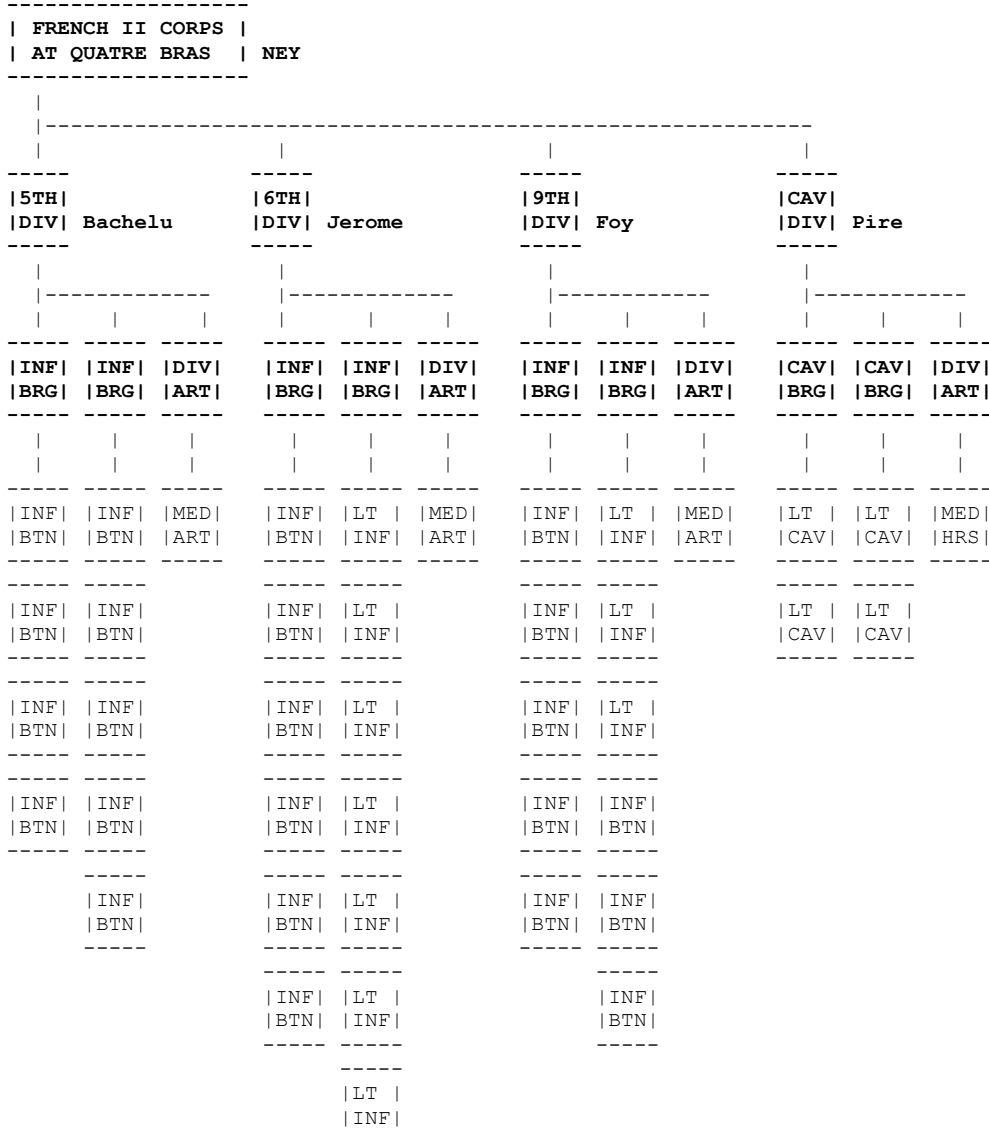 -------------------
| FRENCH II CORPS |
| AT QUATRE BRAS  | NEY
-------------------
  |
  |------------------------------------------------------------
  |                  |                    |                   |
-----              -----                -----               -----
|5TH|              |6TH|                |9TH|               |CAV|
|DIV| Bachelu      |DIV| Jerome         |DIV| Foy           |DIV| Pire
-----              -----                -----               -----
  |                  |                    |                   |
  |-------------     |-------------       |------------       |------------
  |     |      |     |      |     |       |     |     |       |     |     |
----- ----- -----   ----- ----- -----   ----- ----- -----   ----- ----- -----
|INF| |INF| |DIV|   |INF| |INF| |DIV|   |INF| |INF| |DIV|   |CAV| |CAV| |DIV|
|BRG| |BRG| |ART|   |BRG| |BRG| |ART|   |BRG| |BRG| |ART|   |BRG| |BRG| |ART|
----- ----- -----   ----- ----- -----   ----- ----- -----   ----- ----- -----
  |     |     |       |     |     |       |     |     |       |     |     |
  |     |     |       |     |     |       |     |     |       |     |     |
----- ----- -----   ----- ----- -----   ----- ----- -----   ----- ----- -----
|INF| |INF| |MED|   |INF| |LT | |MED|   |INF| |LT | |MED|   |LT | |LT | |MED|
|BTN| |BTN| |ART|   |BTN| |INF| |ART|   |BTN| |INF| |ART|   |CAV| |CAV| |HRS|
----- ----- -----   ----- ----- -----   ----- ----- -----   ----- ----- -----
----- -----         ----- -----         ----- -----         ----- -----
|INF| |INF|         |INF| |LT |         |INF| |LT |         |LT | |LT |
|BTN| |BTN|         |BTN| |INF|         |BTN| |INF|         |CAV| |CAV|
----- -----         ----- -----         ----- -----         ----- -----
----- -----         ----- -----         ----- -----
|INF| |INF|         |INF| |LT |         |INF| |LT |
|BTN| |BTN|         |BTN| |INF|         |BTN| |INF|
----- -----         ----- -----         ----- -----
----- -----         ----- -----         ----- -----
|INF| |INF|         |INF| |LT |         |INF| |INF|
|BTN| |BTN|         |BTN| |INF|         |BTN| |BTN|
----- -----         ----- -----         ----- -----
      -----         ----- -----         ----- -----
      |INF|         |INF| |LT |         |INF| |INF|
      |BTN|         |BTN| |INF|         |BTN| |BTN|
      -----         ----- -----         ----- -----
                    ----- -----               -----
                    |INF| |LT |               |INF|
                    |BTN| |INF|               |BTN|
                    ----- -----               -----
                          -----
                          |LT |
                          |INF|